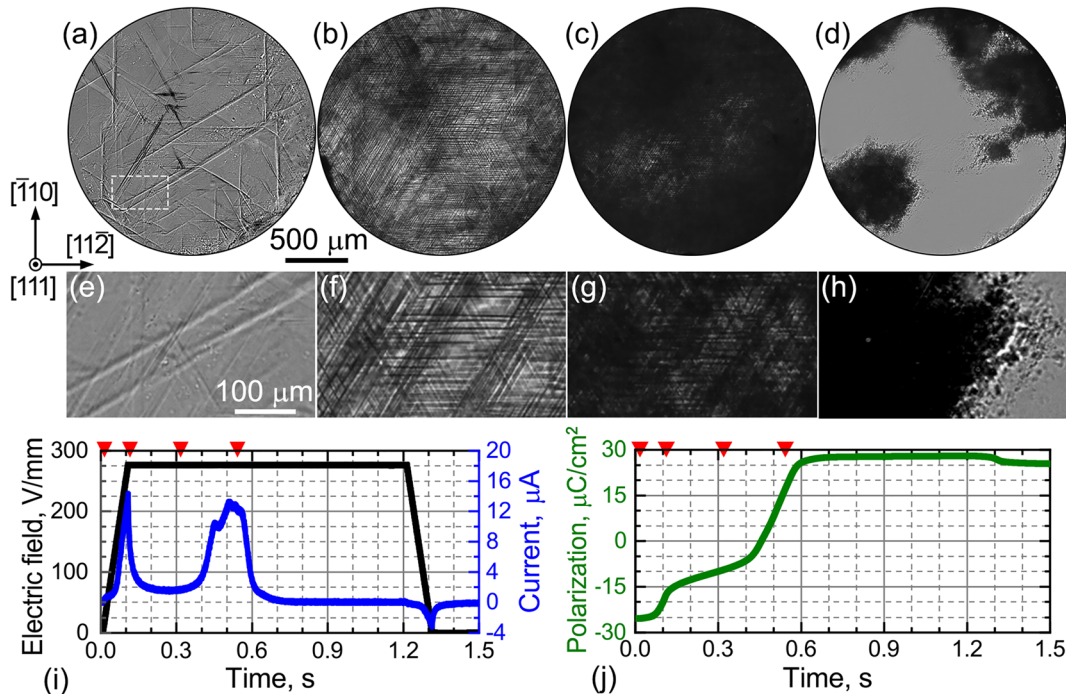 (a) (b) (c) (d)
[1̄10]
[112̄]
[111]
500 μm
(e) (f) (g) (h)
100 μm
300
200
100
0
Electric field, V/mm
20
16
12
8
4
0
-4
Current, μA
0.0 0.3 0.6 0.9 1.2 1.5
Time, s
(i)
30
15
0
-15
-30
Polarization, μC/cm²
0.0 0.3 0.6 0.9 1.2 1.5
Time, s
(j)